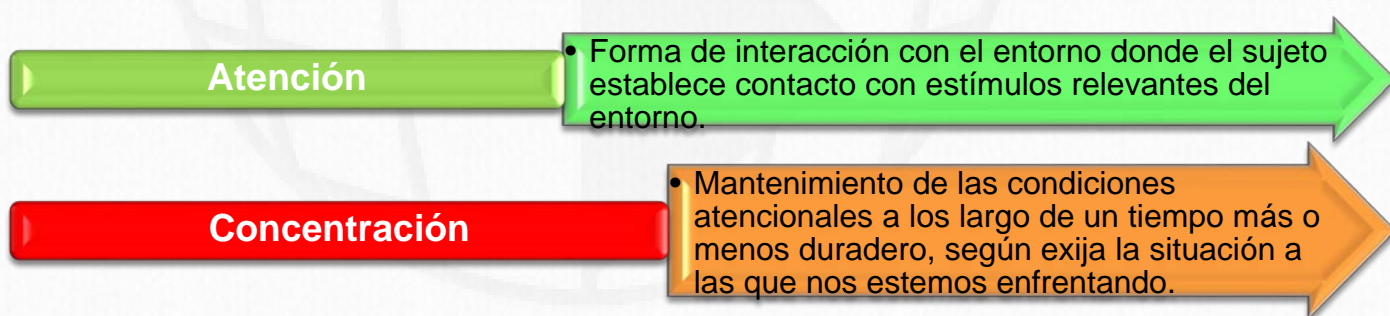 Atención
• Forma de interacción con el entorno donde el sujeto
establece contacto con estímulos relevantes del
entorno.
Concentración
• Mantenimiento de las condiciones
atencionales a los largo de un tiempo más o
menos duradero, según exija la situación a
las que nos estemos enfrentando.